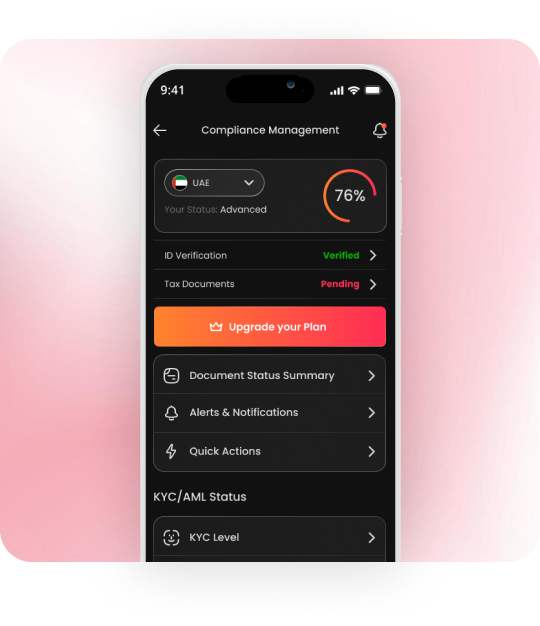 9:41
Compliance Management
UAE
Your Status: Advanced
76%
ID Verification Verified
Tax Documents Pending
Upgrade your Plan
Document Status Summary
Alerts & Notifications
Quick Actions
KYC/AML Status
KYC Level